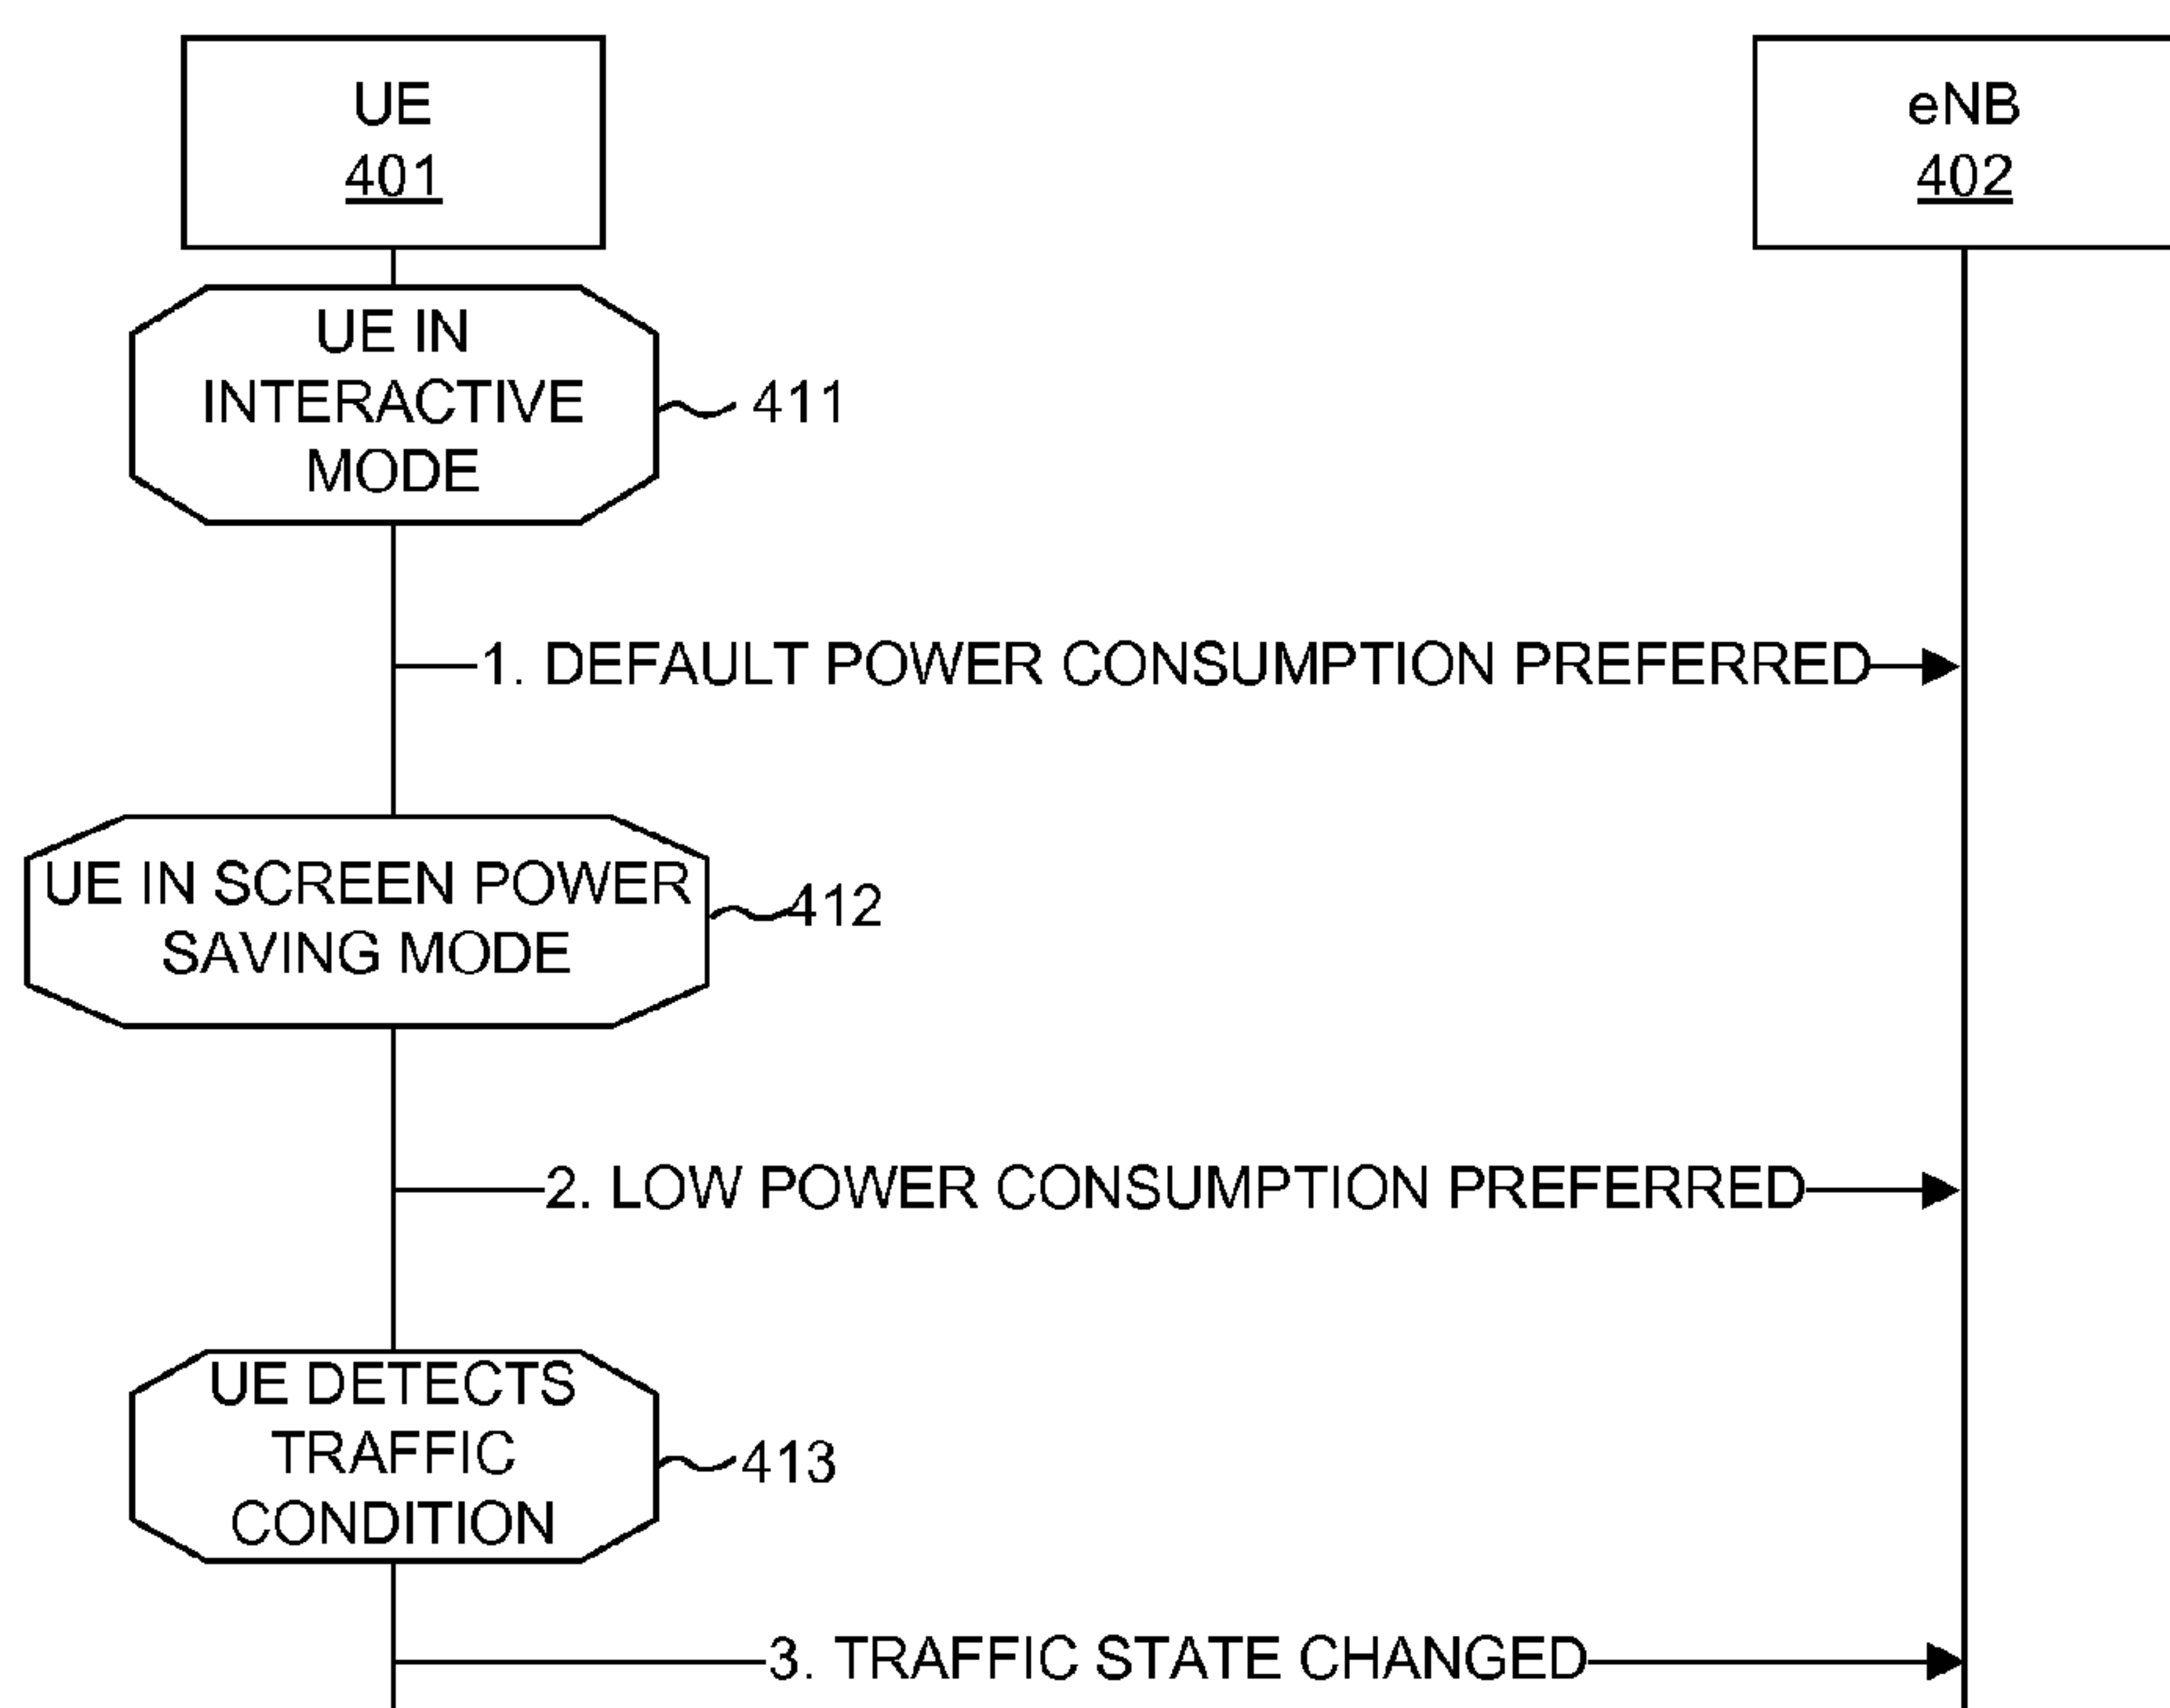 UE
401
eNB
402
UE IN
INTERACTIVE
MODE
411
1. DEFAULT POWER CONSUMPTION PREFERRED
UE IN SCREEN POWER
SAVING MODE
412
2. LOW POWER CONSUMPTION PREFERRED
UE DETECTS
TRAFFIC
CONDITION
413
3. TRAFFIC STATE CHANGED